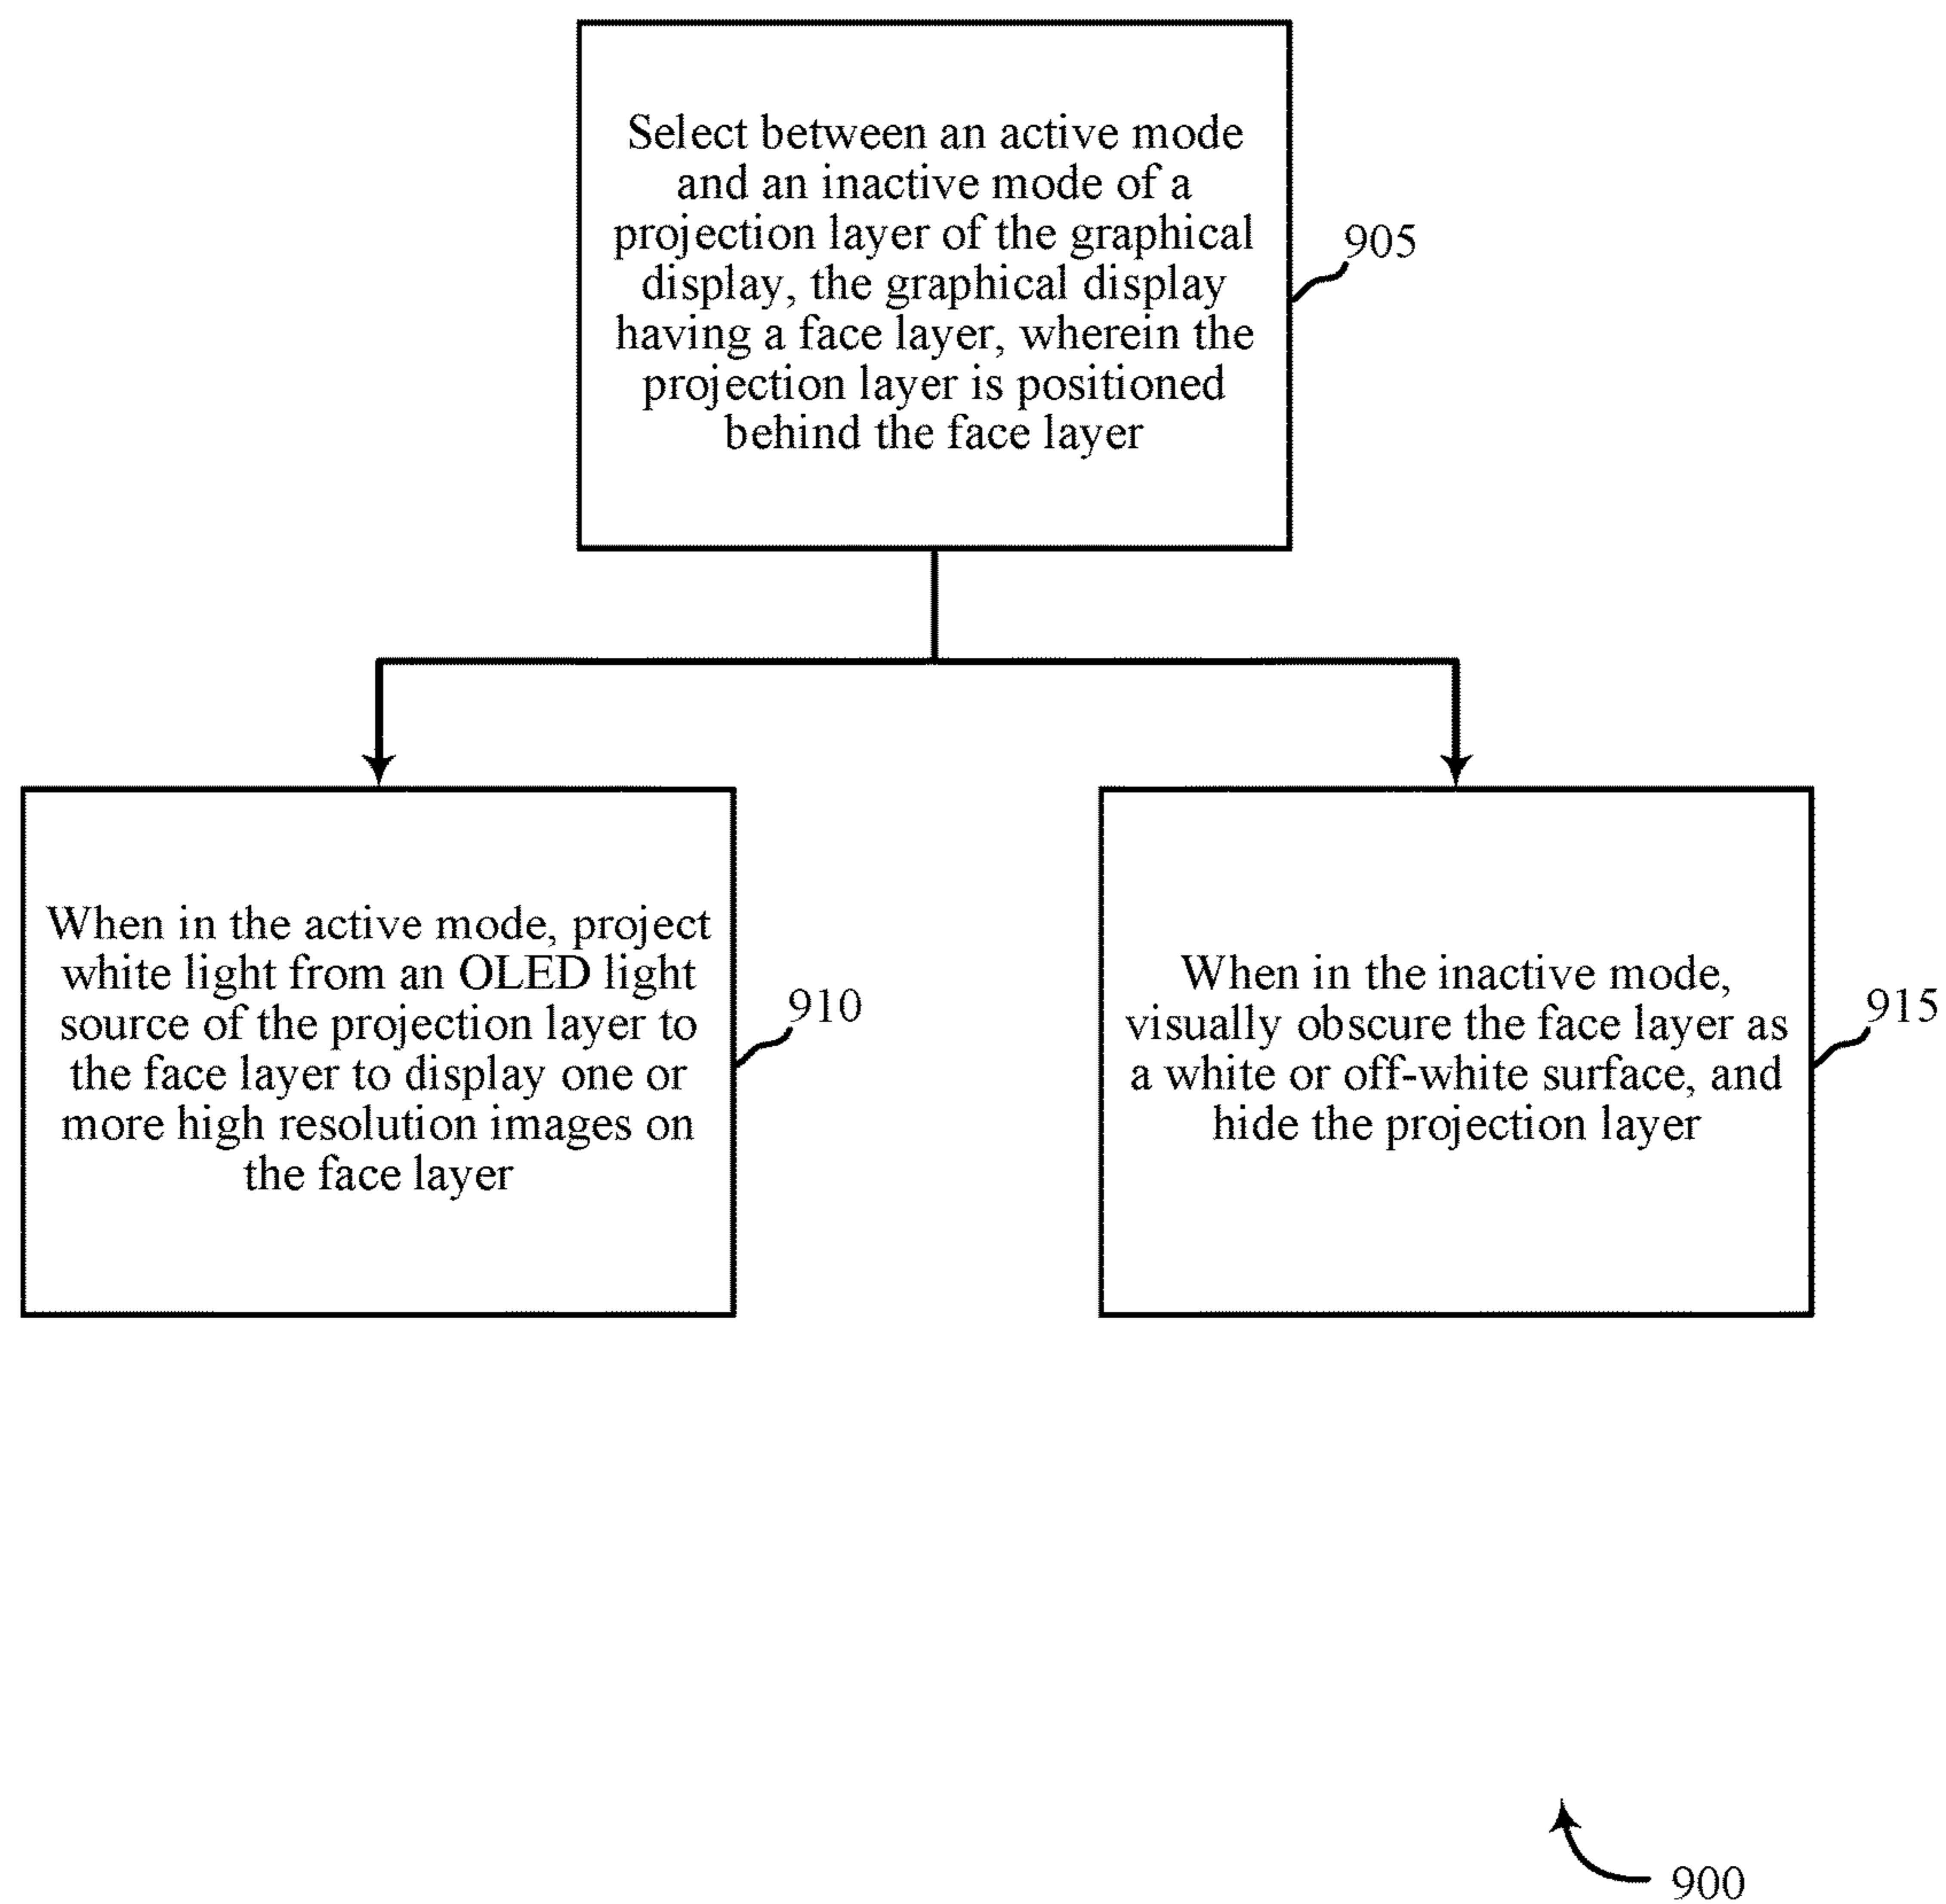 Select between an active mode
and an inactive mode of a
projection layer of the graphical
display, the graphical display
having a face layer, wherein the
projection layer is positioned
behind the face layer
905
When in the active mode, project
white light from an OLED light
source of the projection layer to
the face layer to display one or
more high resolution images on
the face layer
910
When in the inactive mode,
visually obscure the face layer as
a white or off-white surface, and
hide the projection layer
915
900